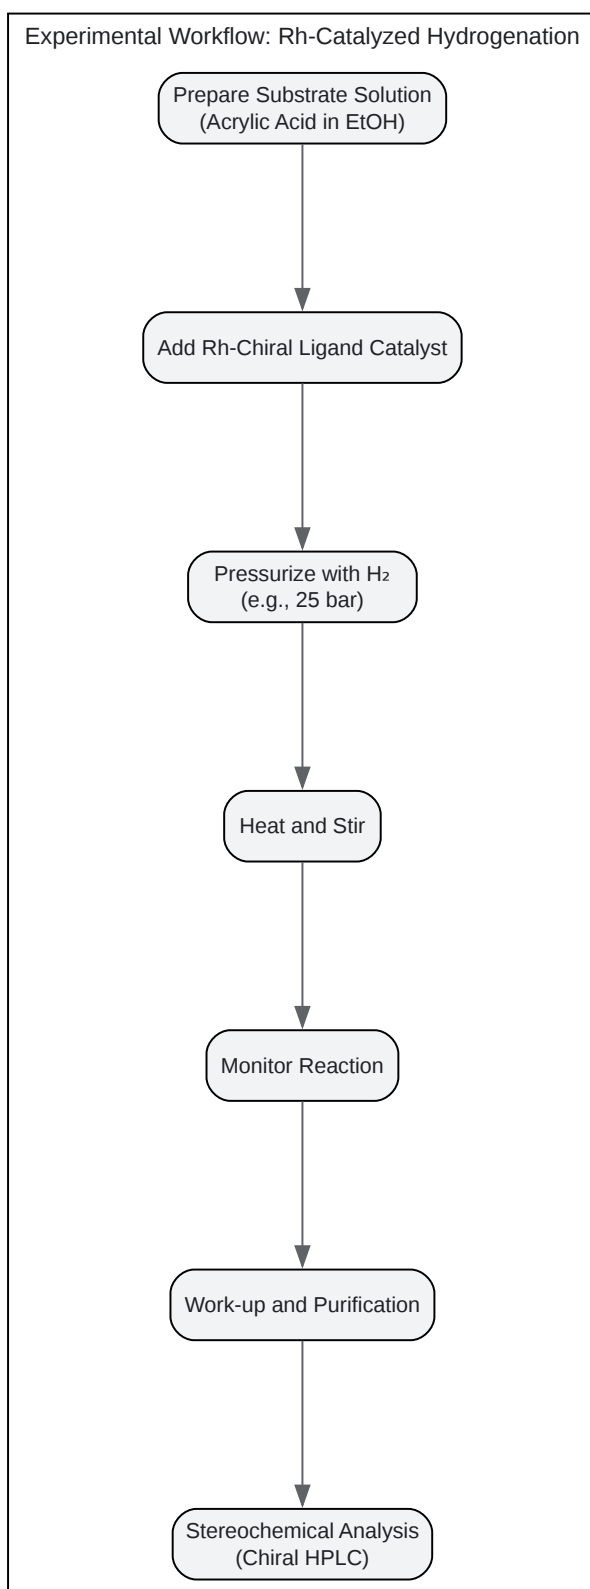 Experimental Workflow: Rh-Catalyzed Hydrogenation
Prepare Substrate Solution
(Acrylic Acid in EtOH)
Add Rh-Chiral Ligand Catalyst
Pressurize with H₂
(e.g., 25 bar)
Heat and Stir
Monitor Reaction
Work-up and Purification
Stereochemical Analysis
(Chiral HPLC)